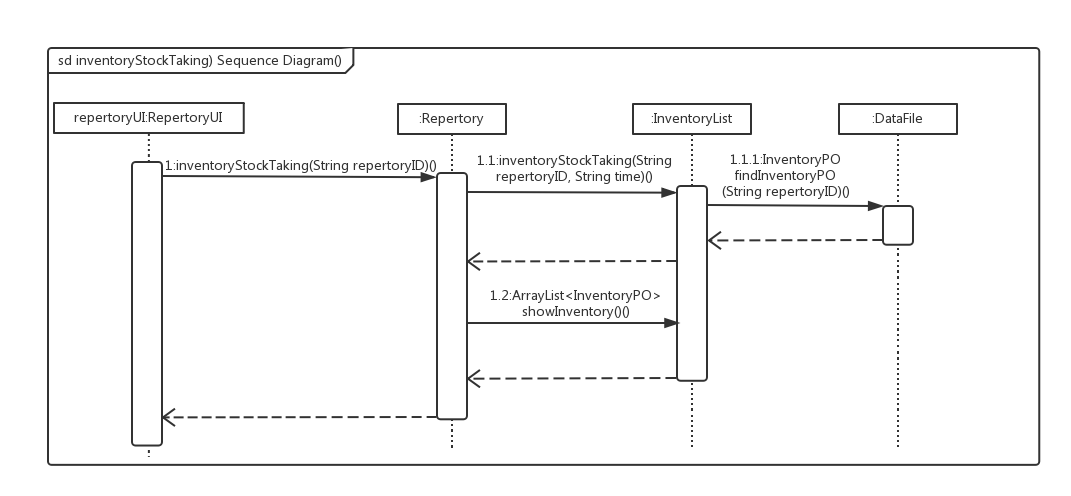 sd inventoryStockTaking) Sequence Diagram()
repertoryUI:RepertoryUI
:Repertory
:InventoryList
:DataFile
1:inventoryStockTaking(String repertoryID)()
1.1:inventoryStockTaking(String
repertoryID, String time)()
1.1.1:InventoryPO
findInventoryPO
(String repertoryID)()
1.2:ArrayList<InventoryPO>
showInventory()()